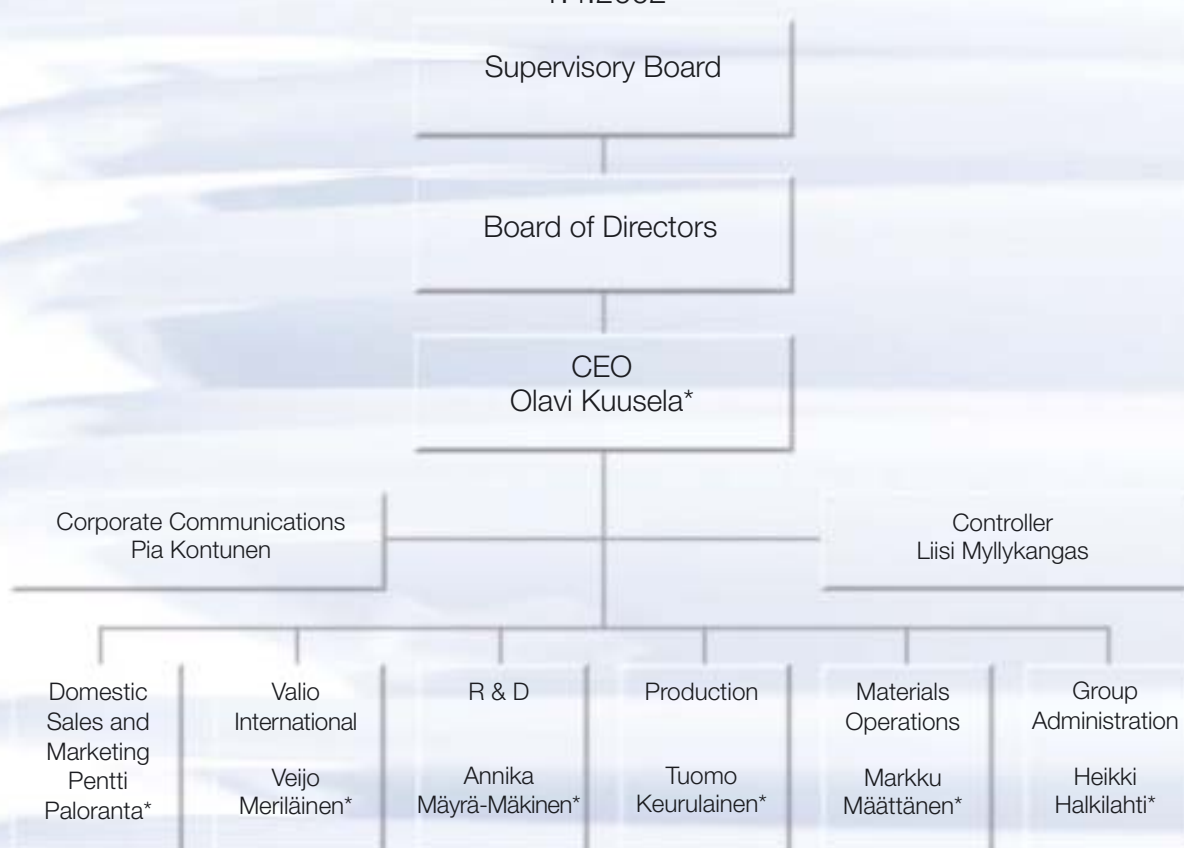 Supervisory Board
Board of Directors
CEO
Olavi Kuusela*
Corporate Communications
Pia Kontunen
Controller
Liisi Myllykangas
Domestic
Sales and
Marketing
Pentti
Paloranta*
Valio
International
Veijo
Meriläinen*
R & D
Annika
Mäyrä-Mäkinen*
Production
Tuomo
Keurulainen*
Materials
Operations
Markku
Määttänen*
Group
Administration
Heikki
Halkilahti*